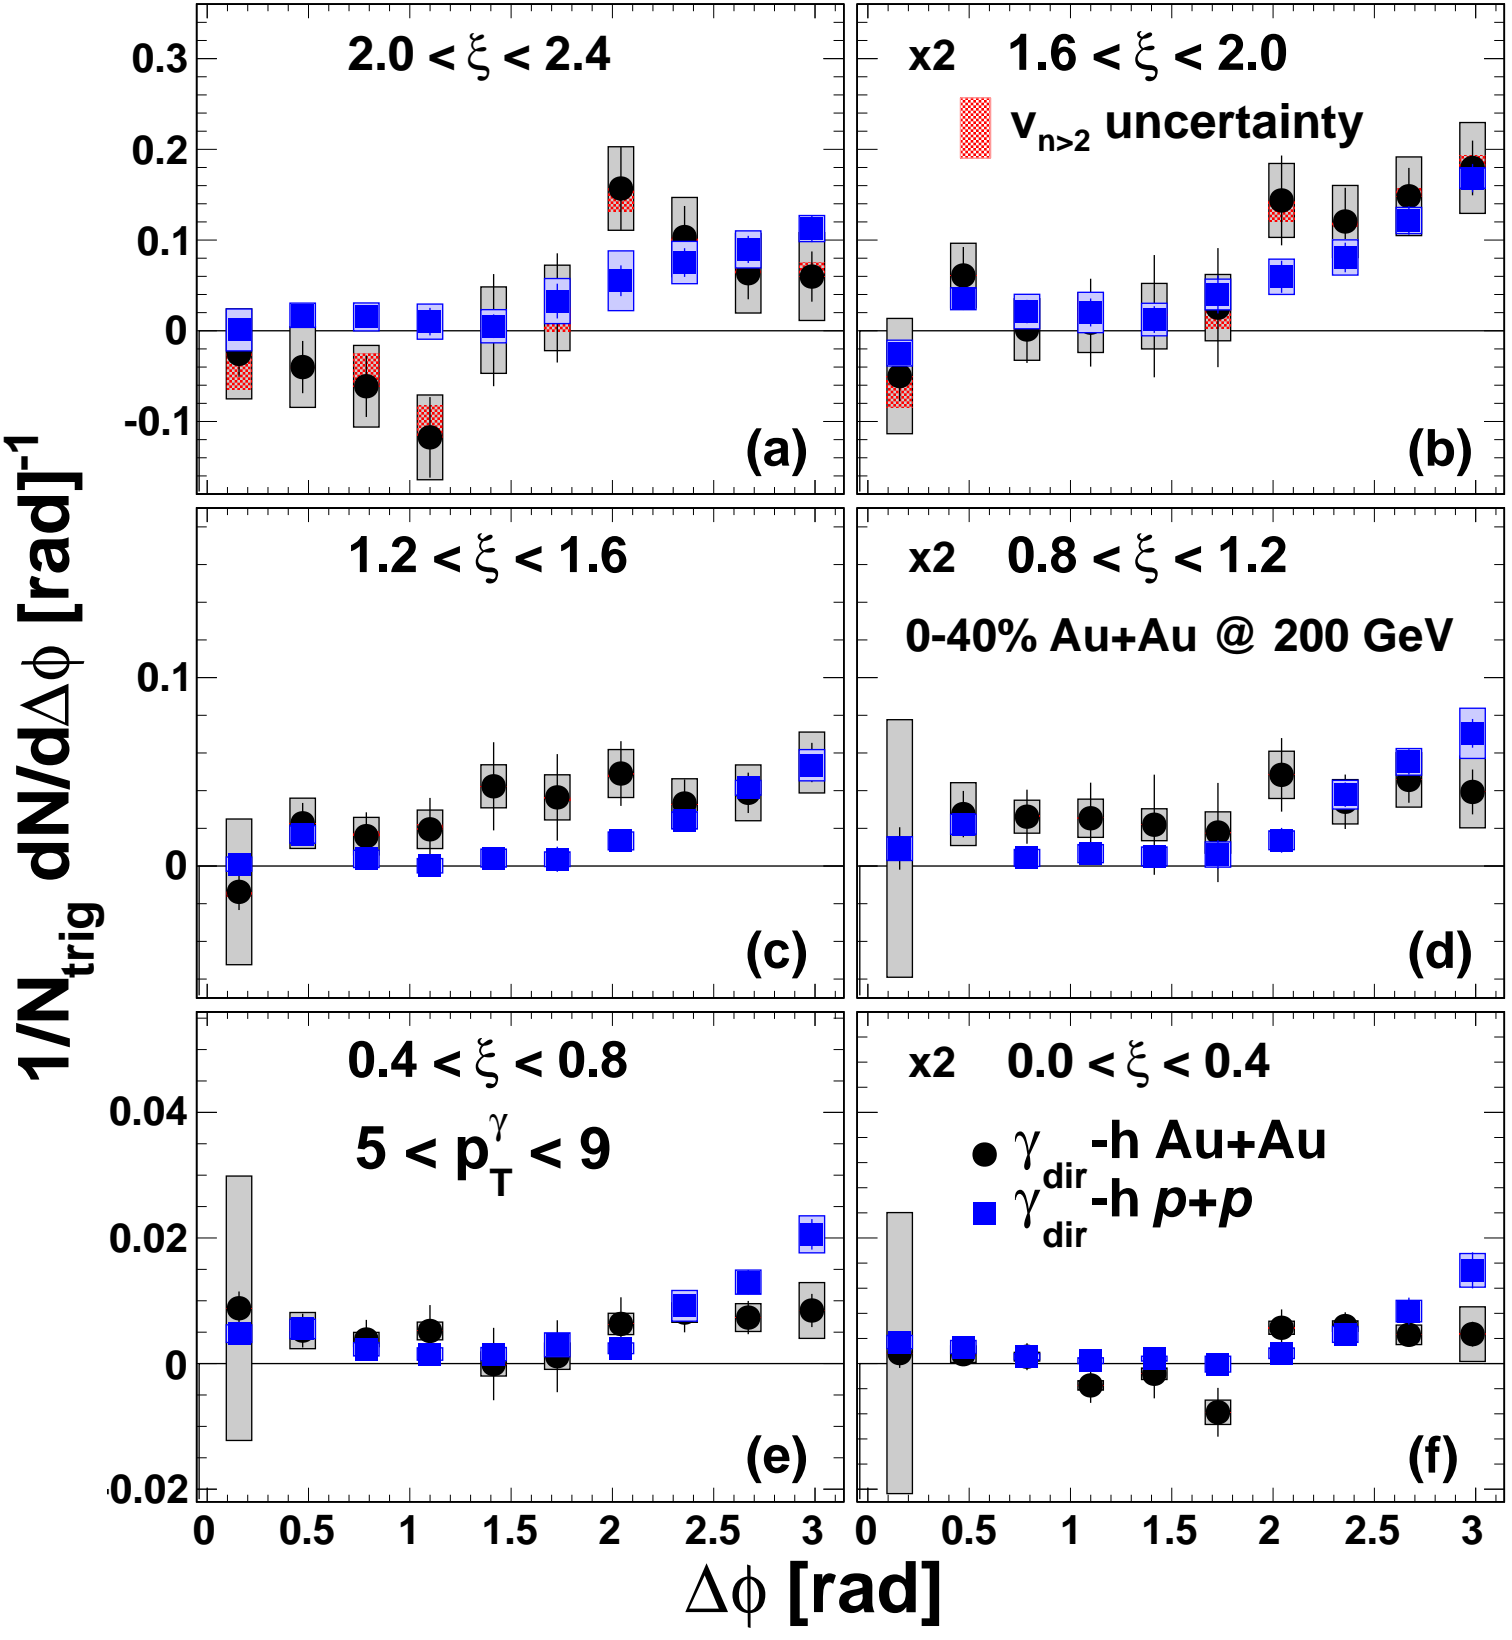 2.0 < ξ < 2.4
x2 1.6 < ξ < 2.0
v_{n>2} uncertainty
0.3
0.2
0.1
0
-0.1
(a)
(b)
1.2 < ξ < 1.6
x2 0.8 < ξ < 1.2
0-40% Au+Au @ 200 GeV
0.1
0
(c)
(d)
0.4 < ξ < 0.8
x2 0.0 < ξ < 0.4
5 < p_T^γ < 9
γ_{dir}-h Au+Au
γ_{dir}-h p+p
0.04
0.02
0
-0.02
(e)
(f)
0 0.5 1 1.5 2 2.5 3
0 0.5 1 1.5 2 2.5 3
Δϕ [rad]
1/N_{trig} dN/dΔϕ [rad]^{-1}